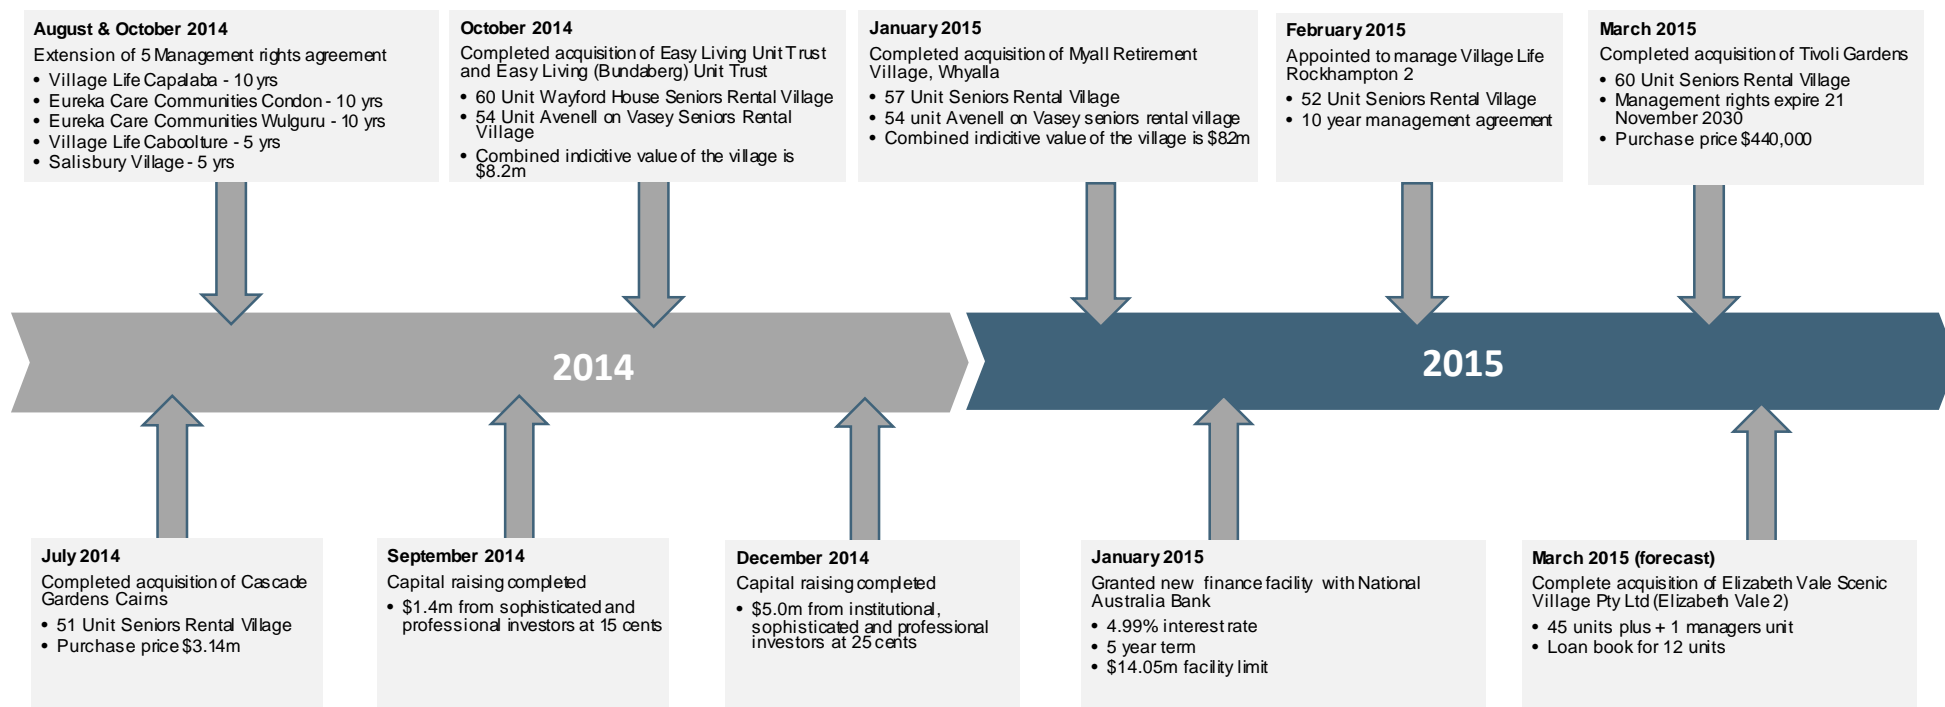 August & October 2014
Extension of 5 Management rights agreement
• Village Life Capalaba - 10 yrs
• Eureka Care Communities Condon - 10 yrs
• Eureka Care Communities Wulguru - 10 yrs
• Village Life Caboolture - 5 yrs
• Salisbury Village - 5 yrs
October 2014
Completed acquisition of Easy Living Unit Trust
and Easy Living (Bundaberg) Unit Trust
• 60 Unit Wayford House Seniors Rental Village
• 54 Unit Avenell on Vasey Seniors Rental
Village
• Combined indicitive value of the village is
$8.2m
January 2015
Completed acquisition of Myall Retirement
Village, Whyalla
• 57 Unit Seniors Rental Village
• 54 unit Avenell on Vasey seniors rental village
• Combined indicitive value of the village is $82m
February 2015
Appointed to manage Village Life
Rockhampton 2
• 52 Unit Seniors Rental Village
• 10 year management agreement
March 2015
Completed acquisition of Tivoli Gardens
• 60 Unit Seniors Rental Village
• Management rights expire 21
November 2030
• Purchase price $440,000
2014
2015
July 2014
Completed acquisition of Cascade
Gardens Cairns
• 51 Unit Seniors Rental Village
• Purchase price $3.14m
September 2014
Capital raising completed
• $1.4m from sophisticated and
professional investors at 15 cents
December 2014
Capital raising completed
• $5.0m from institutional,
sophisticated and professional
investors at 25 cents
January 2015
Granted new finance facility with National
Australia Bank
• 4.99% interest rate
• 5 year term
• $14.05m facility limit
March 2015 (forecast)
Complete acquisition of Elizabeth Vale Scenic
Village Pty Ltd (Elizabeth Vale 2)
• 45 units plus + 1 managers unit
• Loan book for 12 units